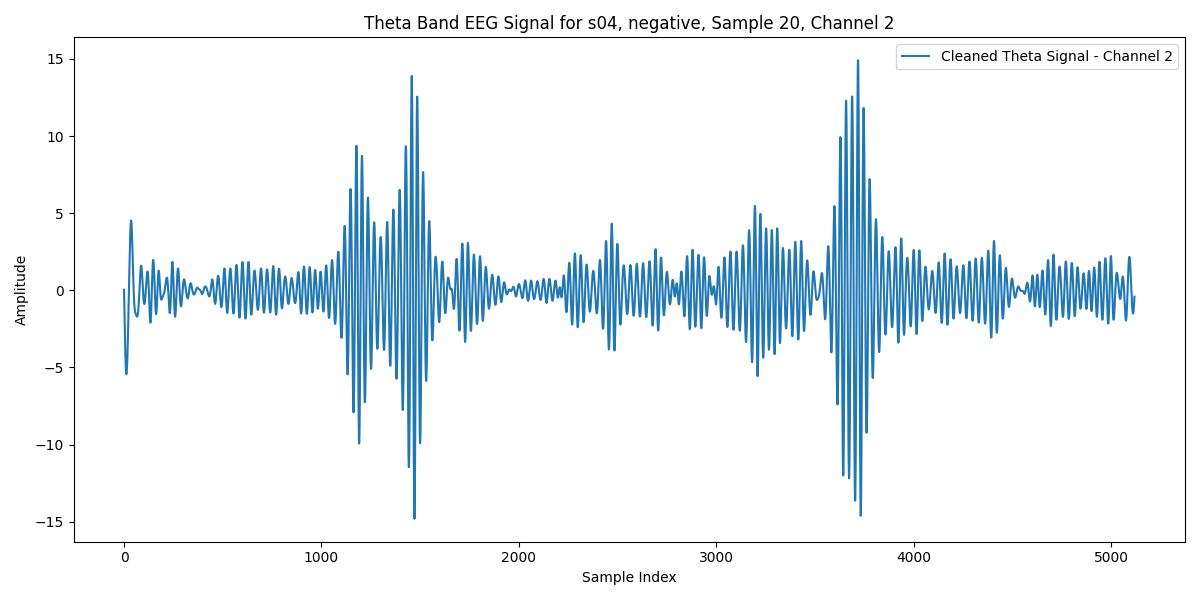 Theta Band EEG Signal for s04, negative, Sample 20, Channel 2
Cleaned Theta Signal - Channel 2
Amplitude
15
10
5
0
−5
−10
−15
0 1000 2000 3000 4000 5000
Sample Index